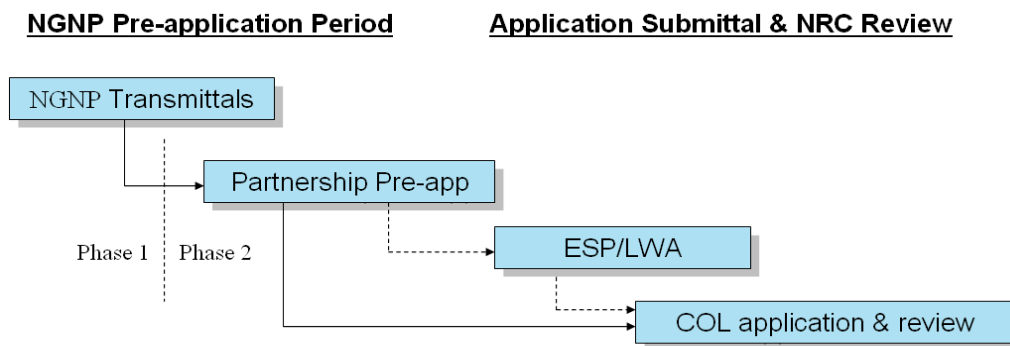 NGNP Pre-application Period
Application Submittal & NRC Review
NGNP Transmittals
Partnership Pre-app
Phase 1
Phase 2
ESP/LWA
COL application & review